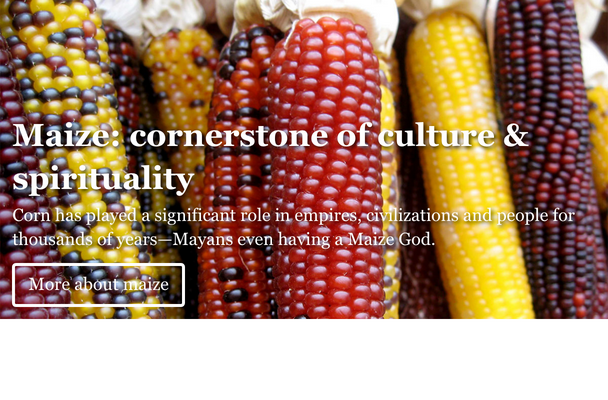 Maize: cornerstone of culture &
spirituality
Corn has played a significant role in empires, civilizations and people for
thousands of years—Mayans even having a Maize God.
More about maize